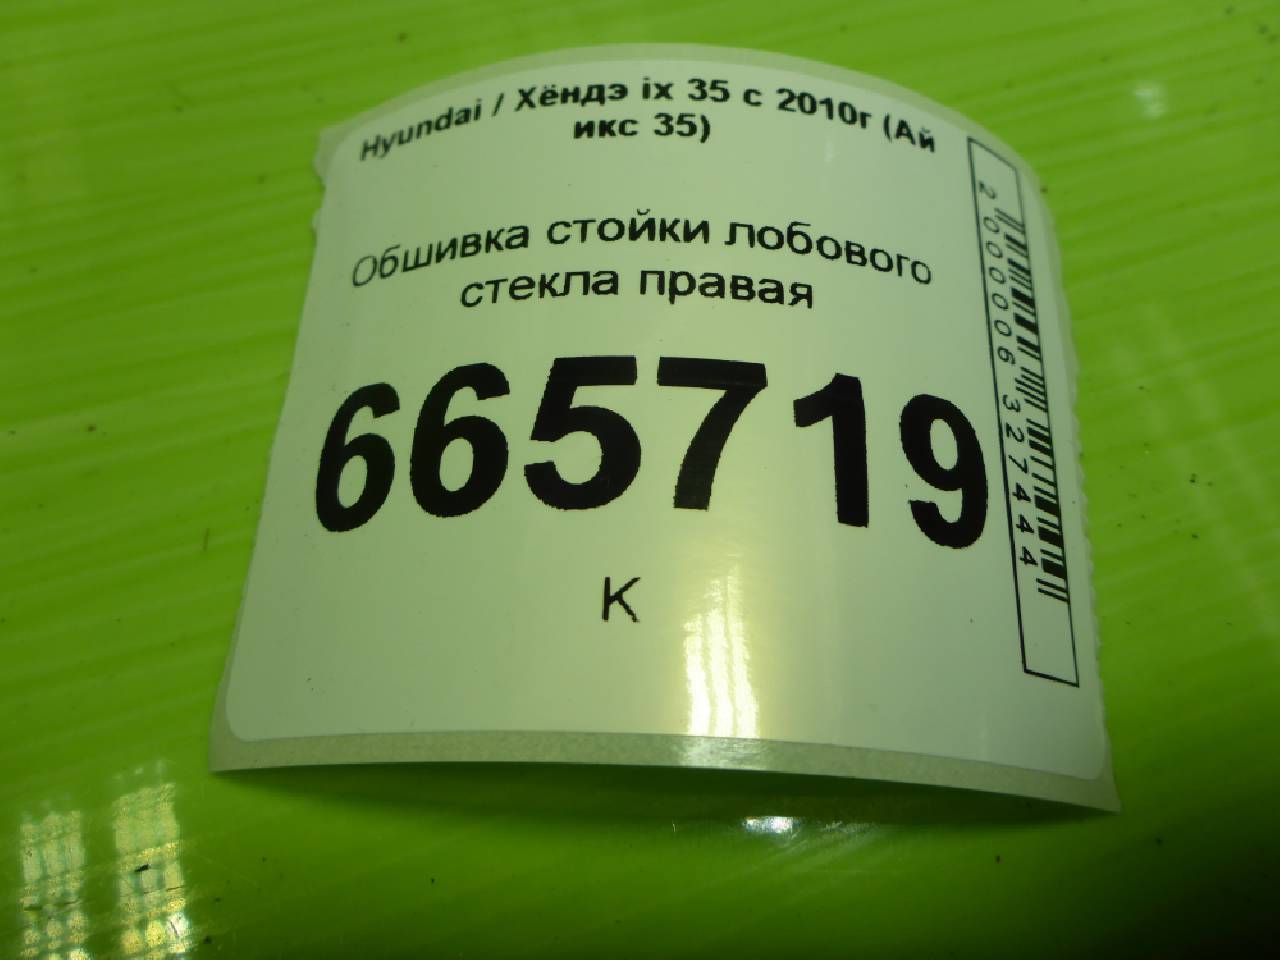 Hyundai / Хёндэ ix 35 с 2010г (Ай
икс 35)
Обшивка стойки лобового
стекла правая
665719
К
2000006327444